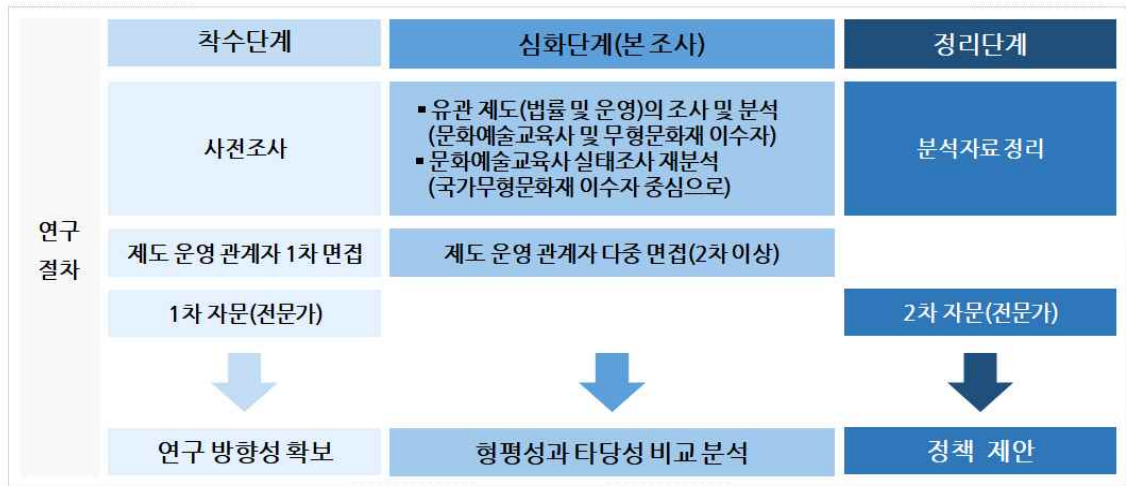 연구
절차
착수단계
심화단계(본 조사)
정리단계
사전조사
▪ 유관 제도(법률 및 운영)의 조사 및 분석
(문화예술교육사 및 무형문화재 이수자)
▪ 문화예술교육사 실태조사 재분석
(국가무형문화재 이수자 중심으로)
분석자료 정리
제도 운영 관계자 1차 면접
제도 운영 관계자 다중 면접(2차 이상)
1차 자문(전문가)
2차 자문(전문가)
연구 방향성 확보
형평성과 타당성 비교 분석
정책 제안